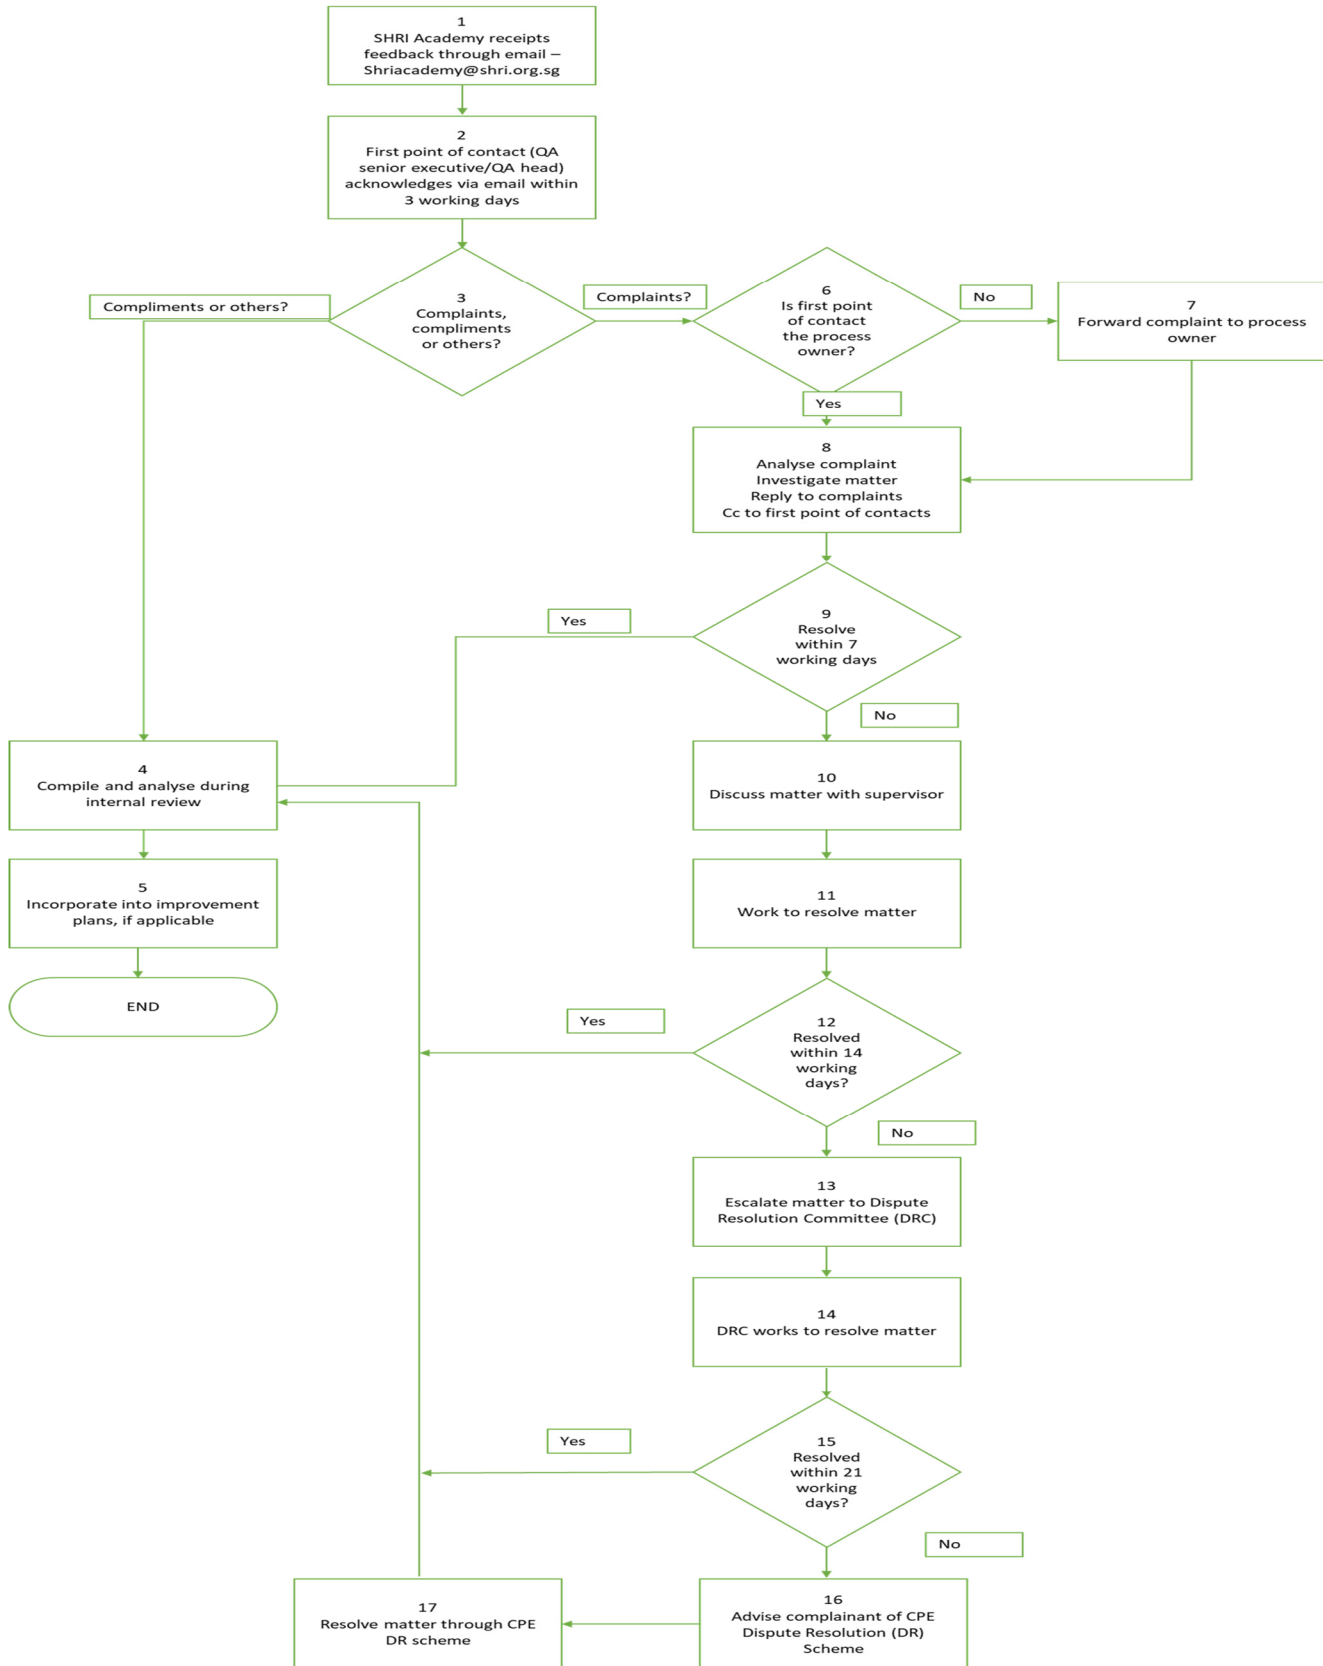 1
SHRI Academy receipts
feedback through email –
Shriacademy@shri.org.sg
2
First point of contact (QA
senior executive/QA head)
acknowledges via email within
3 working days
Compliments or others?
3
Complaints,
compliments
or others?
Complaints?
6
Is first point
of contact
the process
owner?
No
7
Forward complaint to process
owner
Yes
8
Analyse complaint
Investigate matter
Reply to complaints
Cc to first point of contacts
Yes
9
Resolve
within 7
working days
No
4
Compile and analyse during
internal review
10
Discuss matter with supervisor
5
Incorporate into improvement
plans, if applicable
11
Work to resolve matter
END
Yes
12
Resolved
within 14
working
days?
No
13
Escalate matter to Dispute
Resolution Committee (DRC)
14
DRC works to resolve matter
Yes
15
Resolved
within 21
working
days?
No
17
Resolve matter through CPE
DR scheme
16
Advise complainant of CPE
Dispute Resolution (DR)
Scheme